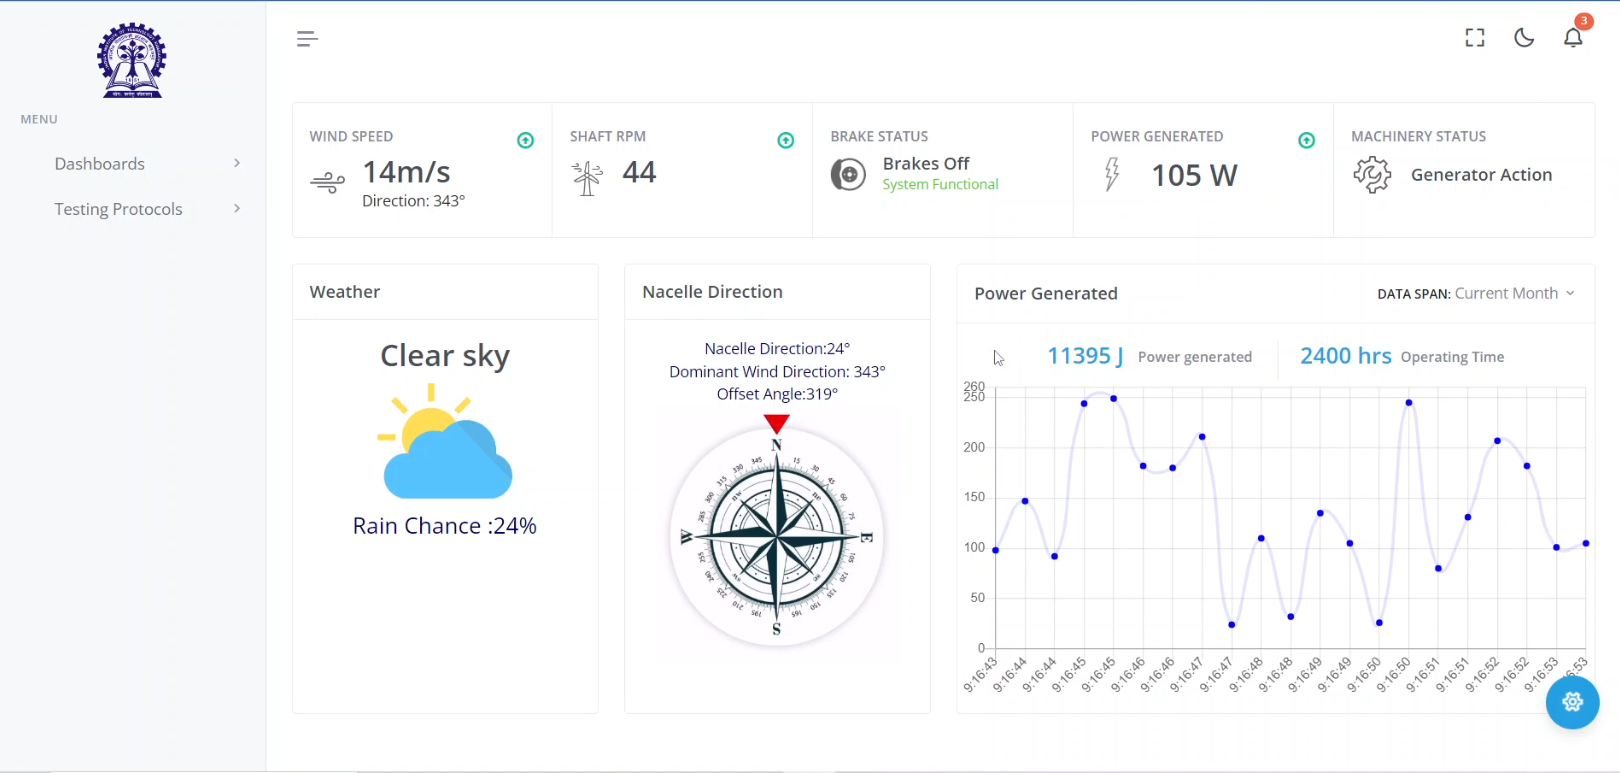 3
MENU
Dashboards
Testing Protocols
WIND SPEED
14m/s
Direction: 343°
SHAFT RPM
44
BRAKE STATUS
Brakes Off
System Functional
POWER GENERATED
105 W
MACHINERY STATUS
Generator Action
Weather
Clear sky
Rain Chance :24%
Nacelle Direction
Nacelle Direction:24°
Dominant Wind Direction: 343°
Offset Angle:319°
N
E
S
W
Power Generated
DATA SPAN: Current Month
11395 J Power generated
2400 hrs Operating Time
260
250
200
150
100
50
0
9:16:43
9:16:44
9:16:44
9:16:45
9:16:45
9:16:46
9:16:46
9:16:47
9:16:47
9:16:48
9:16:48
9:16:49
9:16:49
9:16:50
9:16:50
9:16:51
9:16:51
9:16:52
9:16:52
9:16:53